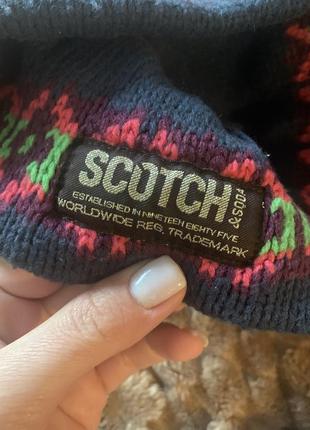 SCOTCH
& SODA
ESTABLISHED IN NINETEEN EIGHTY FIVE
WORLDWIDE REG. TRADEMARK